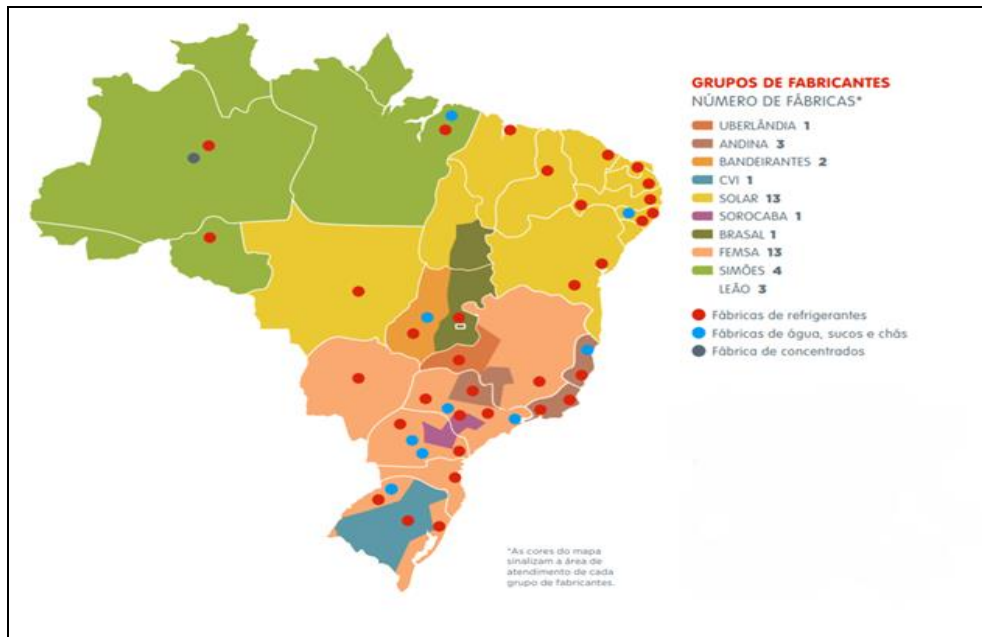 GRUPOS DE FABRICANTES
NÚMERO DE FÁBRICAS*
UBERLÂNDIA 1
ANDINA 3
BANDEIRANTES 2
CVI 1
SOLAR 13
SOROCABA 1
BRASAL 1
FEMSA 13
SIMÕES 4
LEÃO 3
Fábricas de refrigerantes
Fábricas de água, sucos e chás
Fábrica de concentrados
*As cores do mapa
sinalizam a área de
atendimento de cada
grupo de fabricantes.